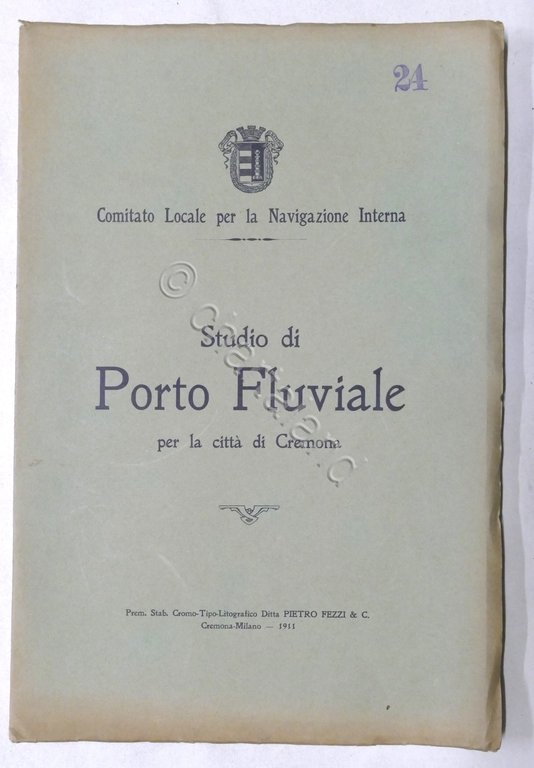 24
Comitato Locale per la Navigazione Interna
Studio di
Porto Fluviale
per la città di Cremona
Prem. Stab. Cromo-Tipo-Litografico Ditta PIETRO FEZZI & C.
Cremona-Milano — 1911